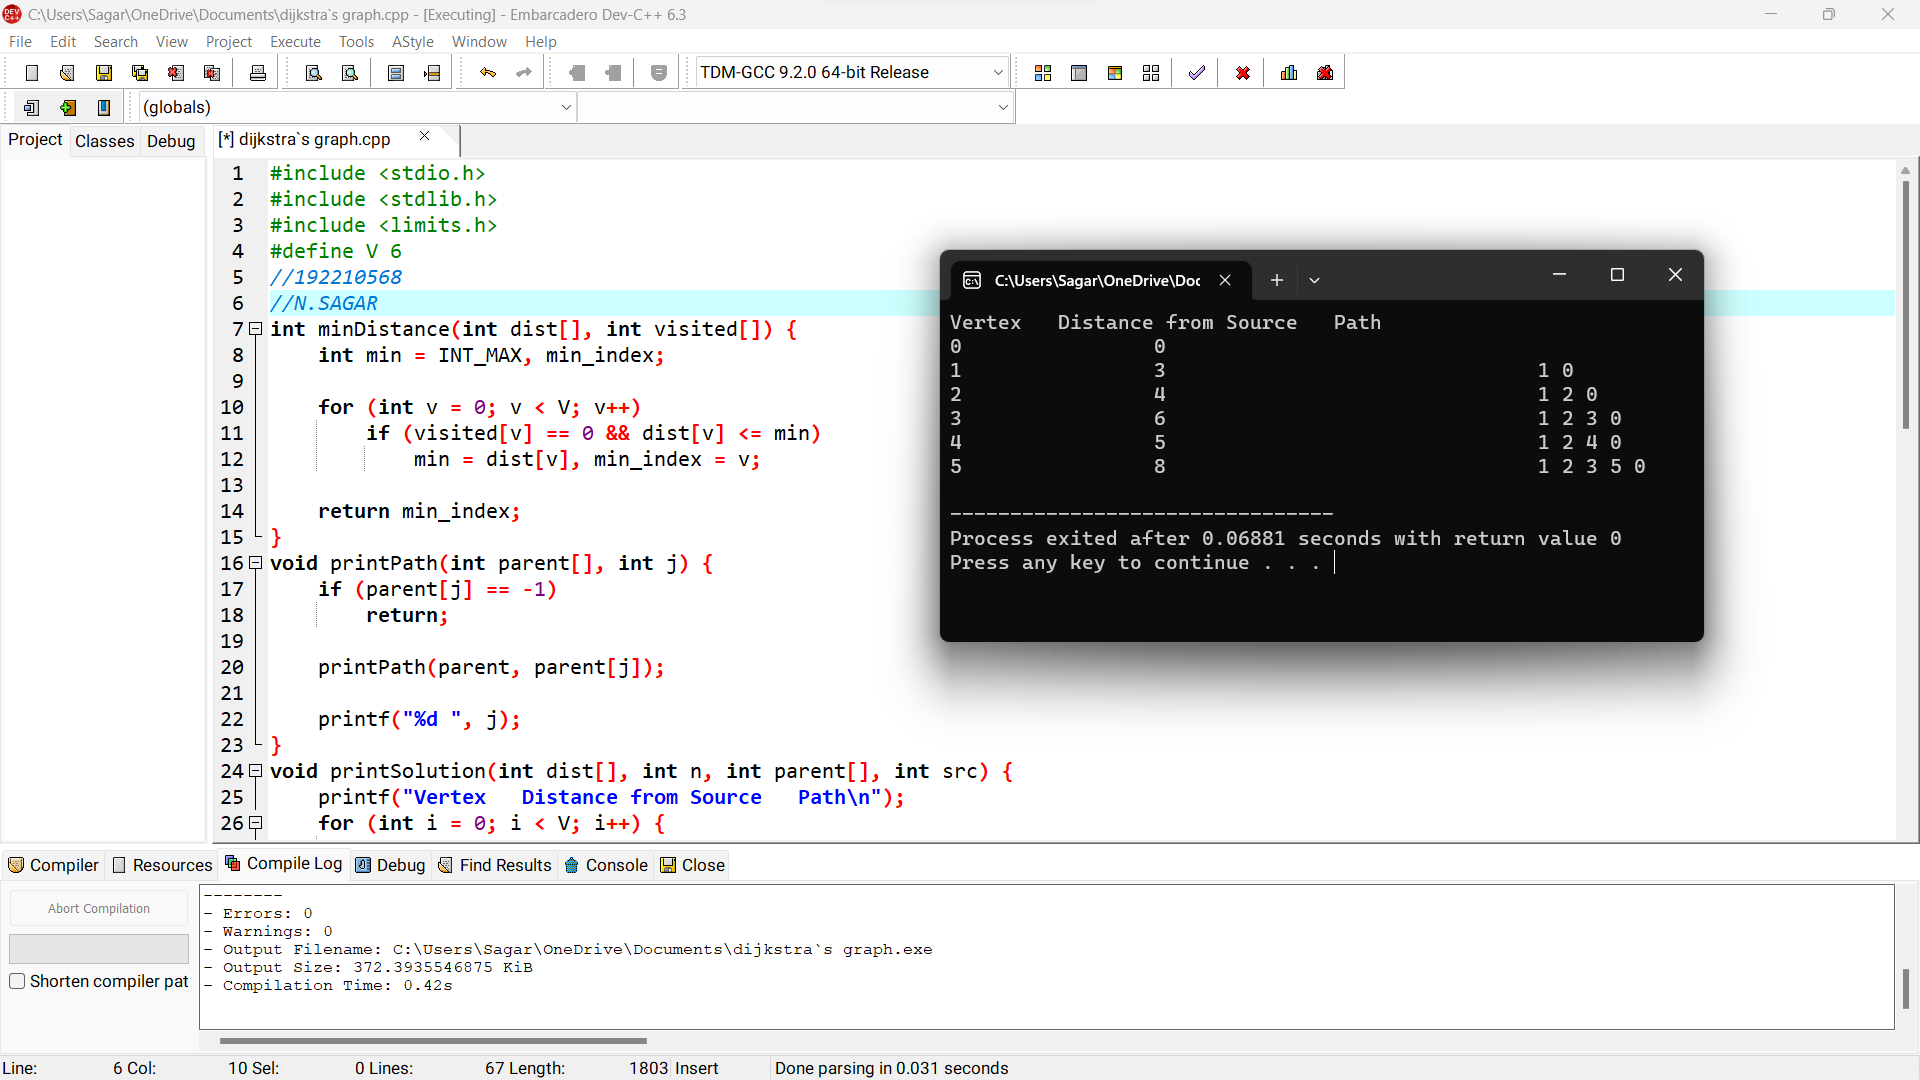 C:\Users\Sagar\OneDrive\Documents\dijkstra`s graph.cpp - [Executing] - Embarcadero Dev-C++ 6.3
File Edit Search View Project Execute Tools AStyle Window Help
TDM-GCC 9.2.0 64-bit Release
(globals)
Project Classes Debug
[*] dijkstra`s graph.cpp
1 #include <stdio.h>
2 #include <stdlib.h>
3 #include <limits.h>
4 #define V 6
5 //192210568
6 //N.SAGAR
7 int minDistance(int dist[], int visited[]) {
8 int min = INT_MAX, min_index;
9
10 for (int v = 0; v < V; v++)
11 if (visited[v] == 0 && dist[v] <= min)
12 min = dist[v], min_index = v;
13
14 return min_index;
15 }
16 void printPath(int parent[], int j) {
17 if (parent[j] == -1)
18 return;
19
20 printPath(parent, parent[j]);
21
22 printf("%d ", j);
23 }
24 void printSolution(int dist[], int n, int parent[], int src) {
25 printf("Vertex   Distance from Source   Path\n");
26 for (int i = 0; i < V; i++) {
C:\Users\Sagar\OneDrive\Doc
Vertex   Distance from Source   Path
0 0
1 3 1 0
2 4 1 2 0
3 6 1 2 3 0
4 5 1 2 4 0
5 8 1 2 3 5 0
--------------------------------
Process exited after 0.06881 seconds with return value 0
Press any key to continue . . .
Compiler Resources Compile Log Debug Find Results Console Close
Abort Compilation
Shorten compiler pat
--------
- Errors: 0
- Warnings: 0
- Output Filename: C:\Users\Sagar\OneDrive\Documents\dijkstra`s graph.exe
- Output Size: 372.3935546875 KiB
- Compilation Time: 0.42s
Line: 6 Col: 10 Sel: 0 Lines: 67 Length: 1803 Insert Done parsing in 0.031 seconds